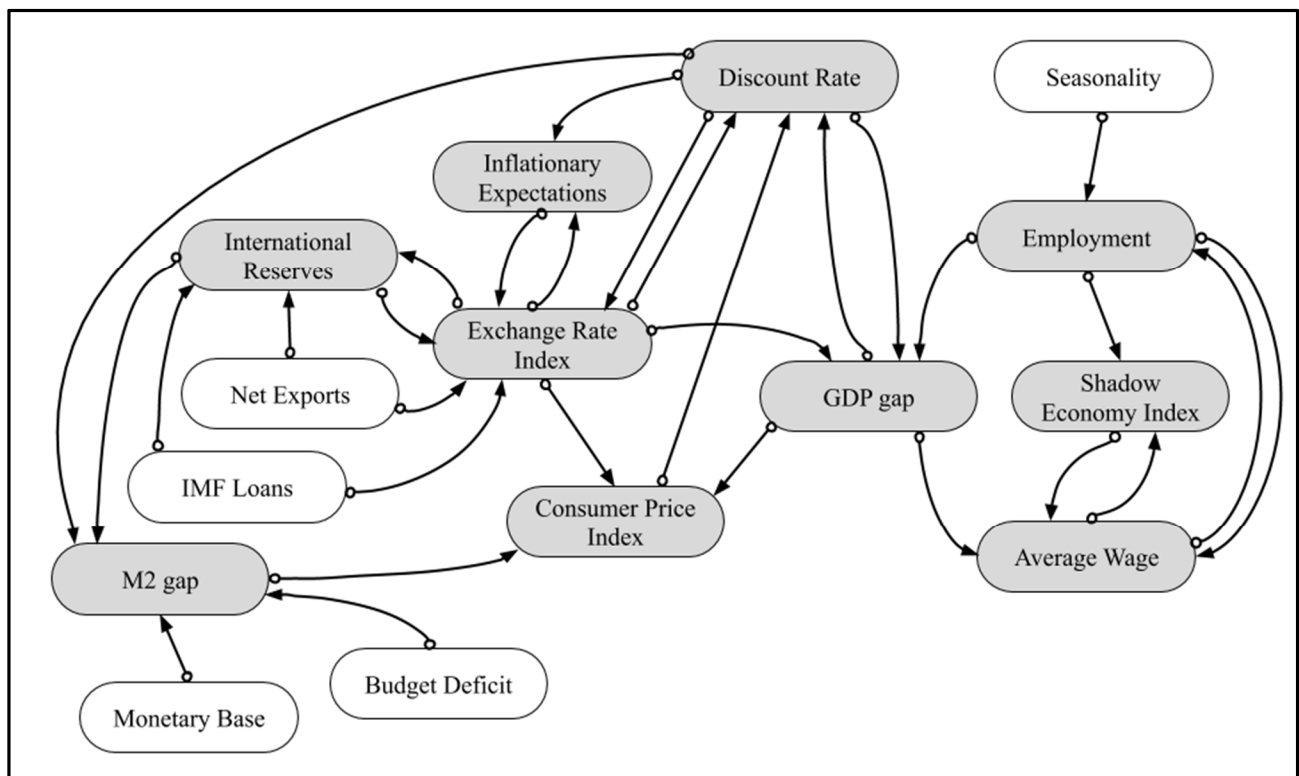 Discount Rate
Seasonality
Inflationary
Expectations
International
Reserves
Employment
Exchange Rate
Index
Net Exports
GDP gap
Shadow
Economy Index
IMF Loans
Consumer Price
Index
Average Wage
M2 gap
Budget Deficit
Monetary Base